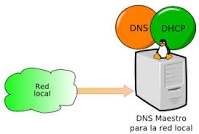 DNS
DHCP
Red
local
DNS Maestro
para la red local